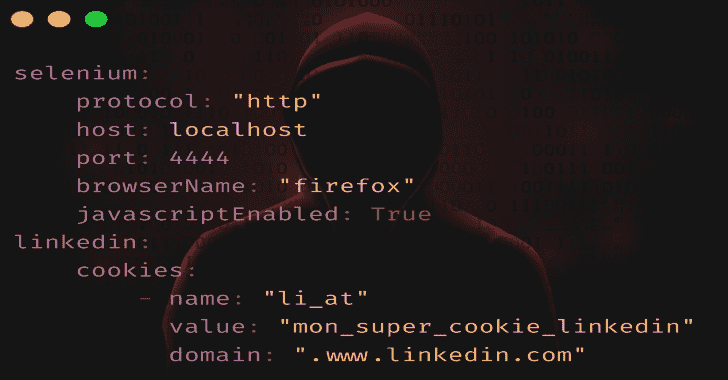 selenium:
protocol: "http"
host: localhost
port: 4444
browserName: "firefox"
javascriptEnabled: True
linkedin:
cookies:
- name: "li_at"
value: "mon_super_cookie_linkedin"
domain: ".www.linkedin.com"